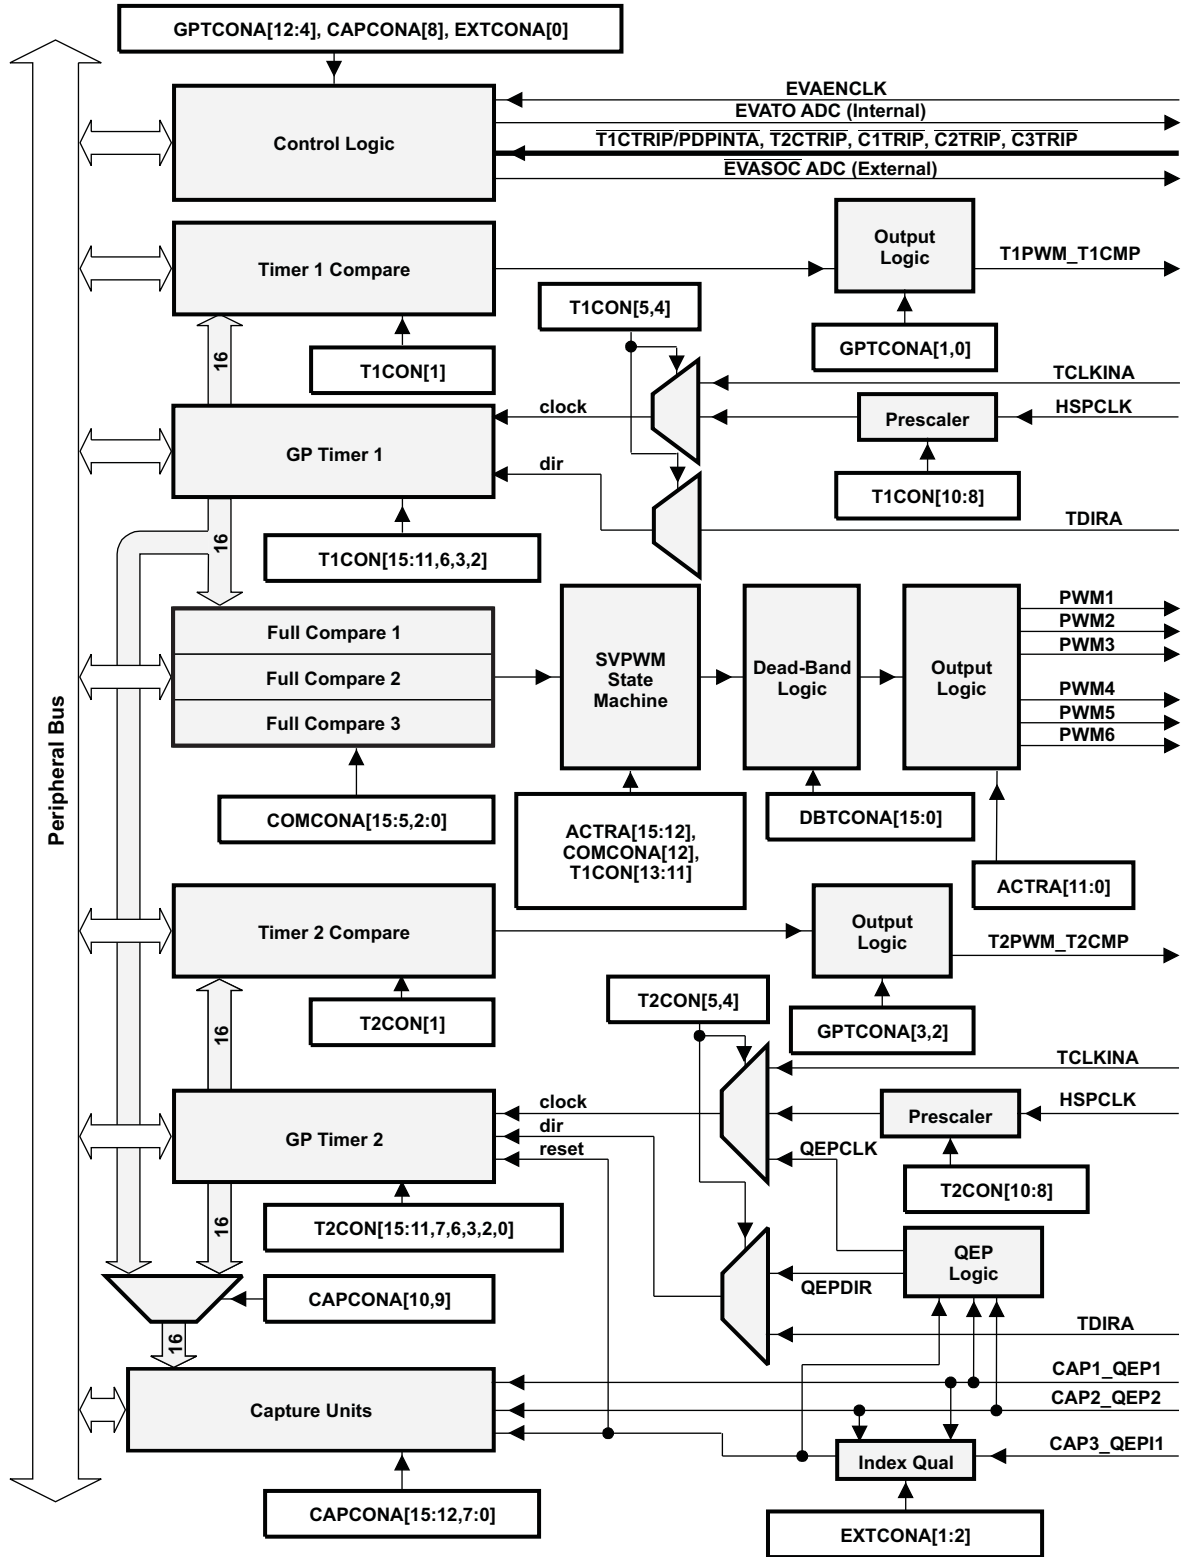 GPTCONA[12:4], CAPCONA[8], EXTCONA[0]
Control Logic
EVAENCLK
EVATO ADC (Internal)
T1CTRIP/PDPINTA, T2CTRIP, C1TRIP, C2TRIP, C3TRIP
EVASOC ADC (External)
Timer 1 Compare
Output
Logic
T1PWM_T1CMP
T1CON[5,4]
GPTCONA[1,0]
16
T1CON[1]
TCLKINA
clock
HSPCLK
Prescaler
GP Timer 1
dir
T1CON[10:8]
TDIRA
16
T1CON[15:11,6,3,2]
Full Compare 1
Full Compare 2
Full Compare 3
SVPWM
State
Machine
Dead-Band
Logic
Output
Logic
PWM1
PWM2
PWM3
PWM4
PWM5
PWM6
Peripheral Bus
COMCONA[15:5,2:0]
ACTRA[15:12],
COMCONA[12],
T1CON[13:11]
DBTCONA[15:0]
ACTRA[11:0]
Timer 2 Compare
Output
Logic
T2PWM_T2CMP
T2CON[5,4]
GPTCONA[3,2]
16
T2CON[1]
TCLKINA
clock
HSPCLK
Prescaler
GP Timer 2
dir
reset
QEPCLK
T2CON[10:8]
16
T2CON[15:11,7,6,3,2,0]
QEP
Logic
QEPDIR
CAPCONA[10,9]
TDIRA
16
CAP1_QEP1
CAP2_QEP2
Capture Units
CAP3_QEPI1
Index Qual
CAPCONA[15:12,7:0]
EXTCONA[1:2]